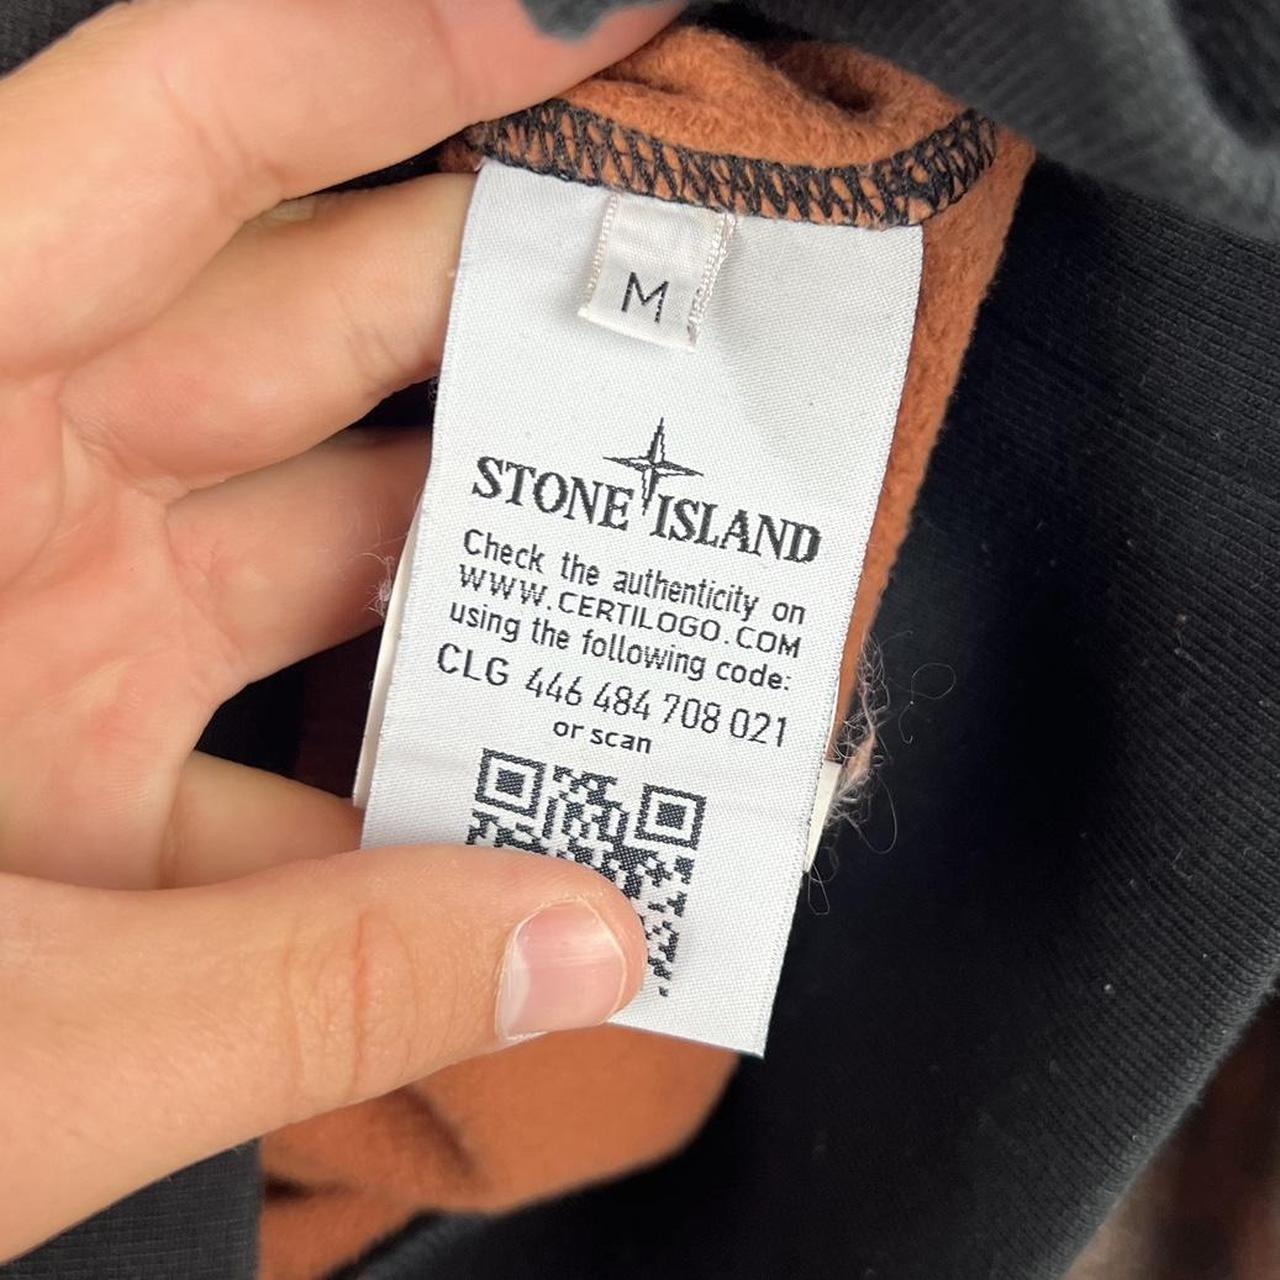 M
STONE ISLAND
Check the authenticity on
WWW.CERTILOGO.COM
using the following code:
CLG 446 484 708 021
or scan